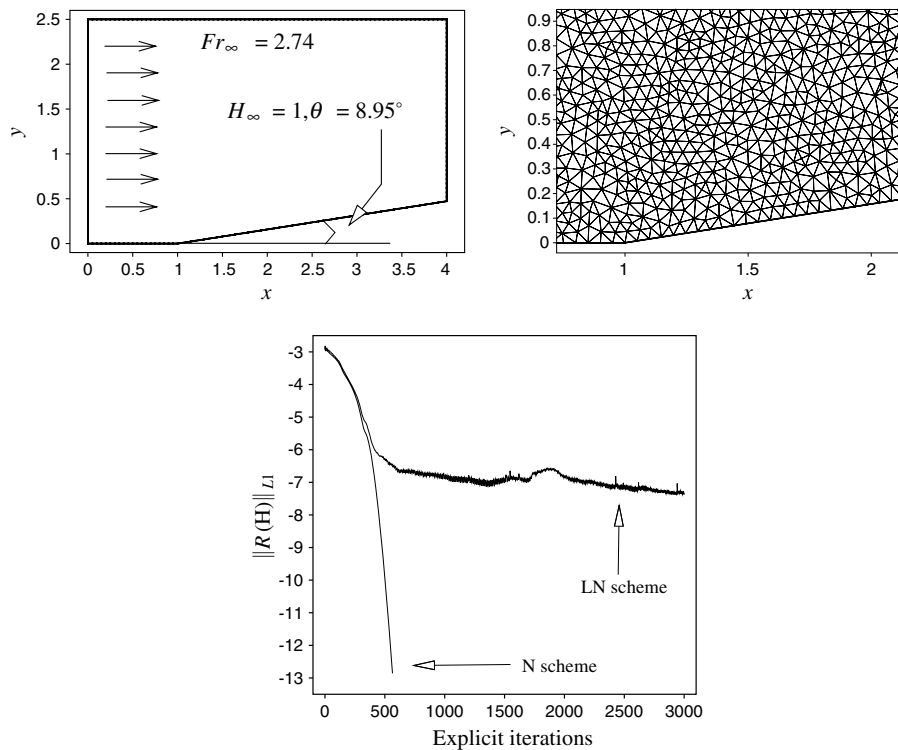 2.5
2
1.5
1
0.5
0
y
Fr∞ = 2.74
H∞ = 1,θ = 8.95°
0 0.5 1 1.5 2 2.5 3 3.5 4
x
0.9
0.8
0.7
0.6
0.5
0.4
0.3
0.2
0.1
0
y
1 1.5 2
x
-3
-4
-5
-6
-7
-8
-9
-10
-11
-12
-13
||R(H)||L1
LN scheme
N scheme
0 500 1000 1500 2000 2500 3000
Explicit iterations